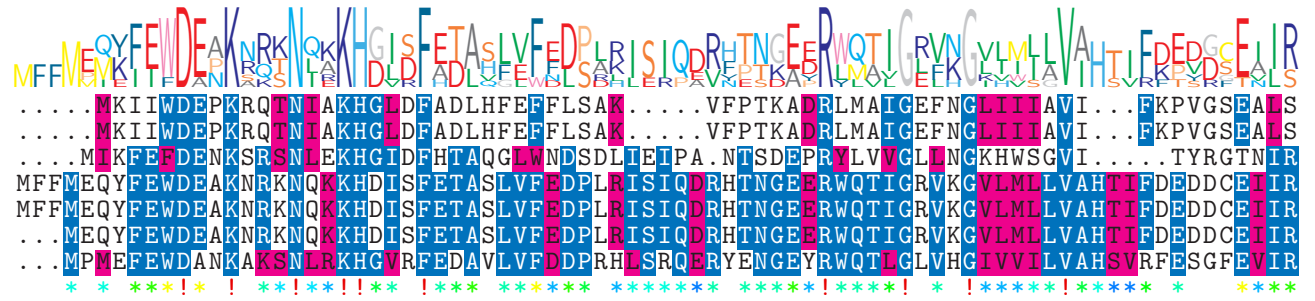 .....MKIIWDEPKRQTNIAKHGLDFADLHFEFFLSAK.....VFPTKADRLMAIGEFNGLIIIAVI...FKPVGSEALS
.....MKIIWDEPKRQTNIAKHGLDFADLHFEFFLSAK.....VFPTKADRLMAIGEFNGLIIIAVI...FKPVGSEALS
....MIKFEFDENKSRSNLEKHGIDFHTAQGLWNDSDLIEIPA.NTSDEPRYLVVGLLNGKHWSGVI.....TYRGTNIR
MFFMEQYFEWDEAKNRKNQKKHDISFETASLVFEDPLRISIQDRHTNGEERWQTIGRVKGVLMLLVAHTIFDEDDCEIIR
MFFMEQYFEWDEAKNRKNQKKHDISFETASLVFEDPLRISIQDRHTNGEERWQTIGRVKGVLMLLVAHTIFDEDDCEIIR
...MEQYFEWDEAKNRKNQKKHDISFETASLVFEDPLRISIQDRHTNGEERWQTIGRVKGVLMLLVAHTIFDEDDCEIIR
...MPMEFEWDANKAKSNLRKHGVRFEDAVLVFDDPRHLSRQERYENGEYRWQTLGLVHGIVVILVAHSVRFESGFEVIR